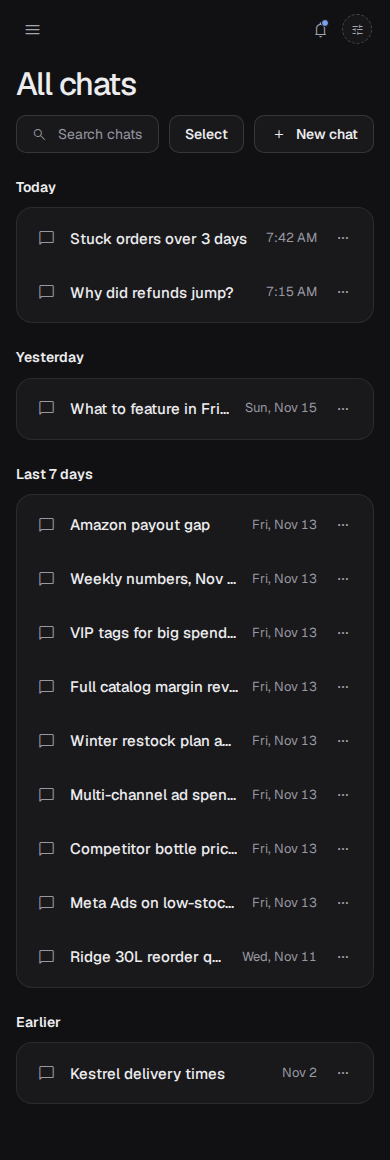 All chats
Search chats
Select
+ New chat
Today
Stuck orders over 3 days 7:42 AM ...
Why did refunds jump? 7:15 AM ...
Yesterday
What to feature in Fri... Sun, Nov 15 ...
Last 7 days
Amazon payout gap Fri, Nov 13 ...
Weekly numbers, Nov ... Fri, Nov 13 ...
VIP tags for big spend... Fri, Nov 13 ...
Full catalog margin rev... Fri, Nov 13 ...
Winter restock plan a... Fri, Nov 13 ...
Multi-channel ad spen... Fri, Nov 13 ...
Competitor bottle pric... Fri, Nov 13 ...
Meta Ads on low-stoc... Fri, Nov 13 ...
Ridge 30L reorder q... Wed, Nov 11 ...
Earlier
Kestrel delivery times Nov 2 ...